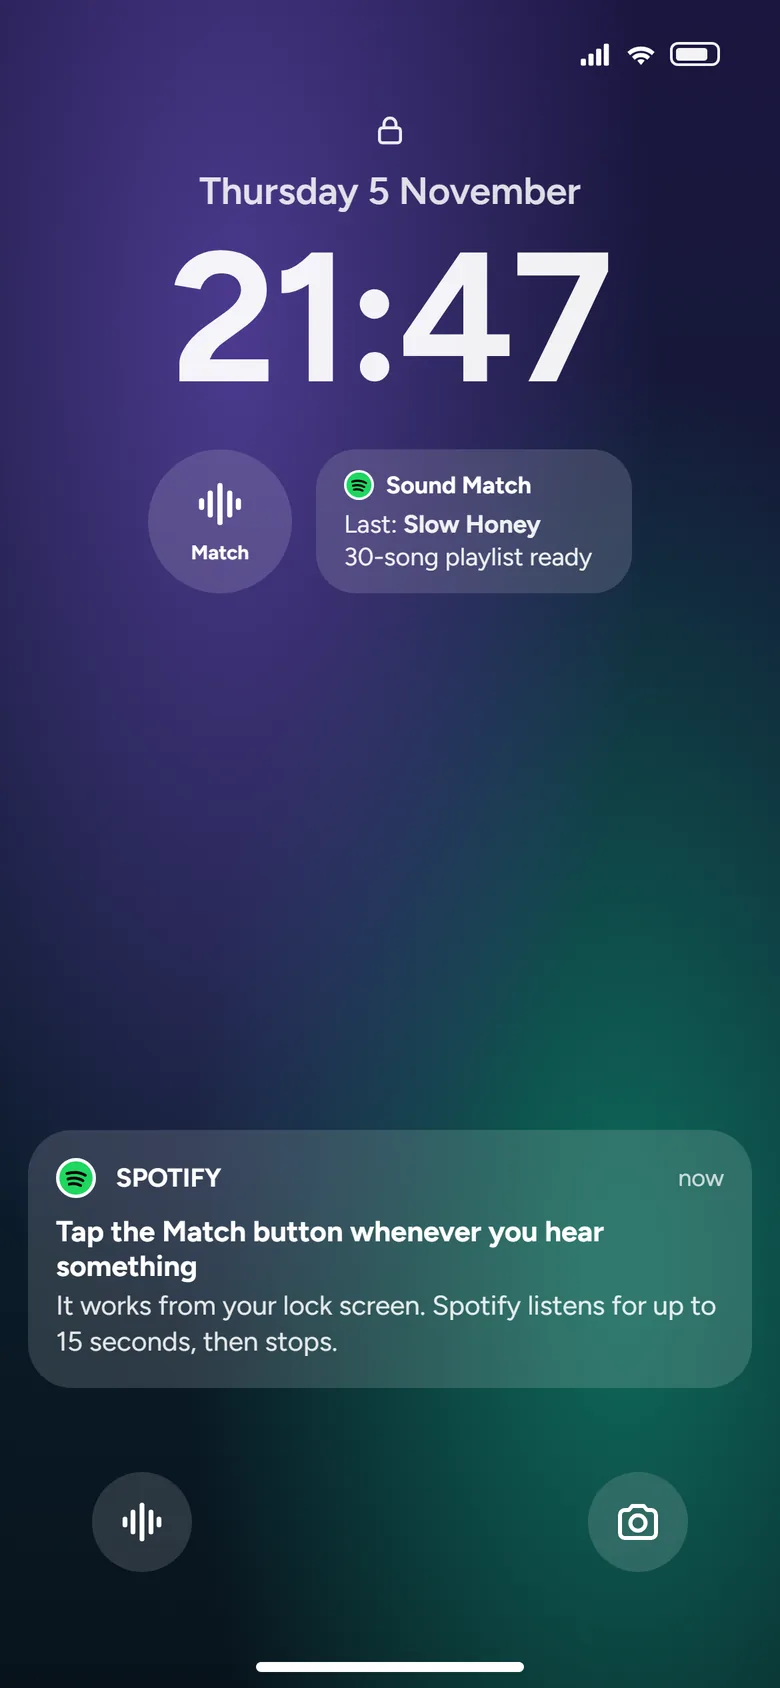 Thursday 5 November
21:47
Match
Sound Match
Last: Slow Honey
30-song playlist ready
SPOTIFY
now
Tap the Match button whenever you hear
something
It works from your lock screen. Spotify listens for up to
15 seconds, then stops.